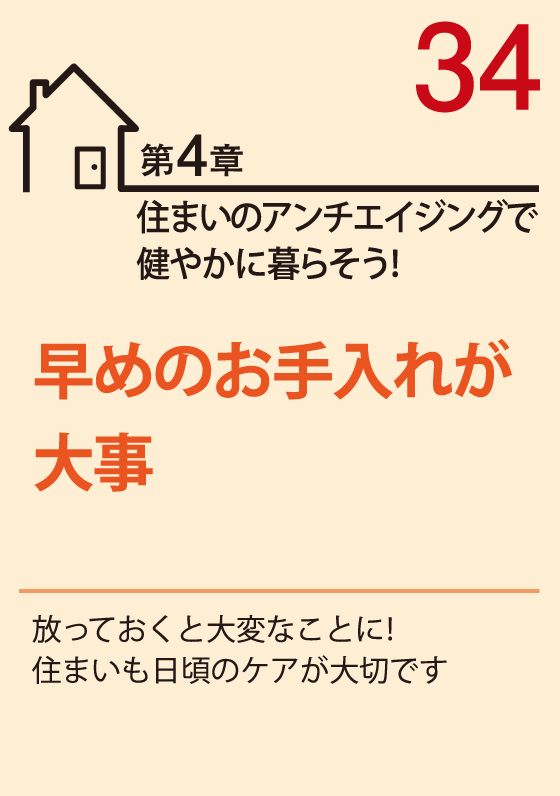 34
第4章
住まいのアンチエイジングで
健やかに暮らそう!
早めのお手入れが
大事
放っておくと大変なことに!
住まいも日頃のケアが大切です